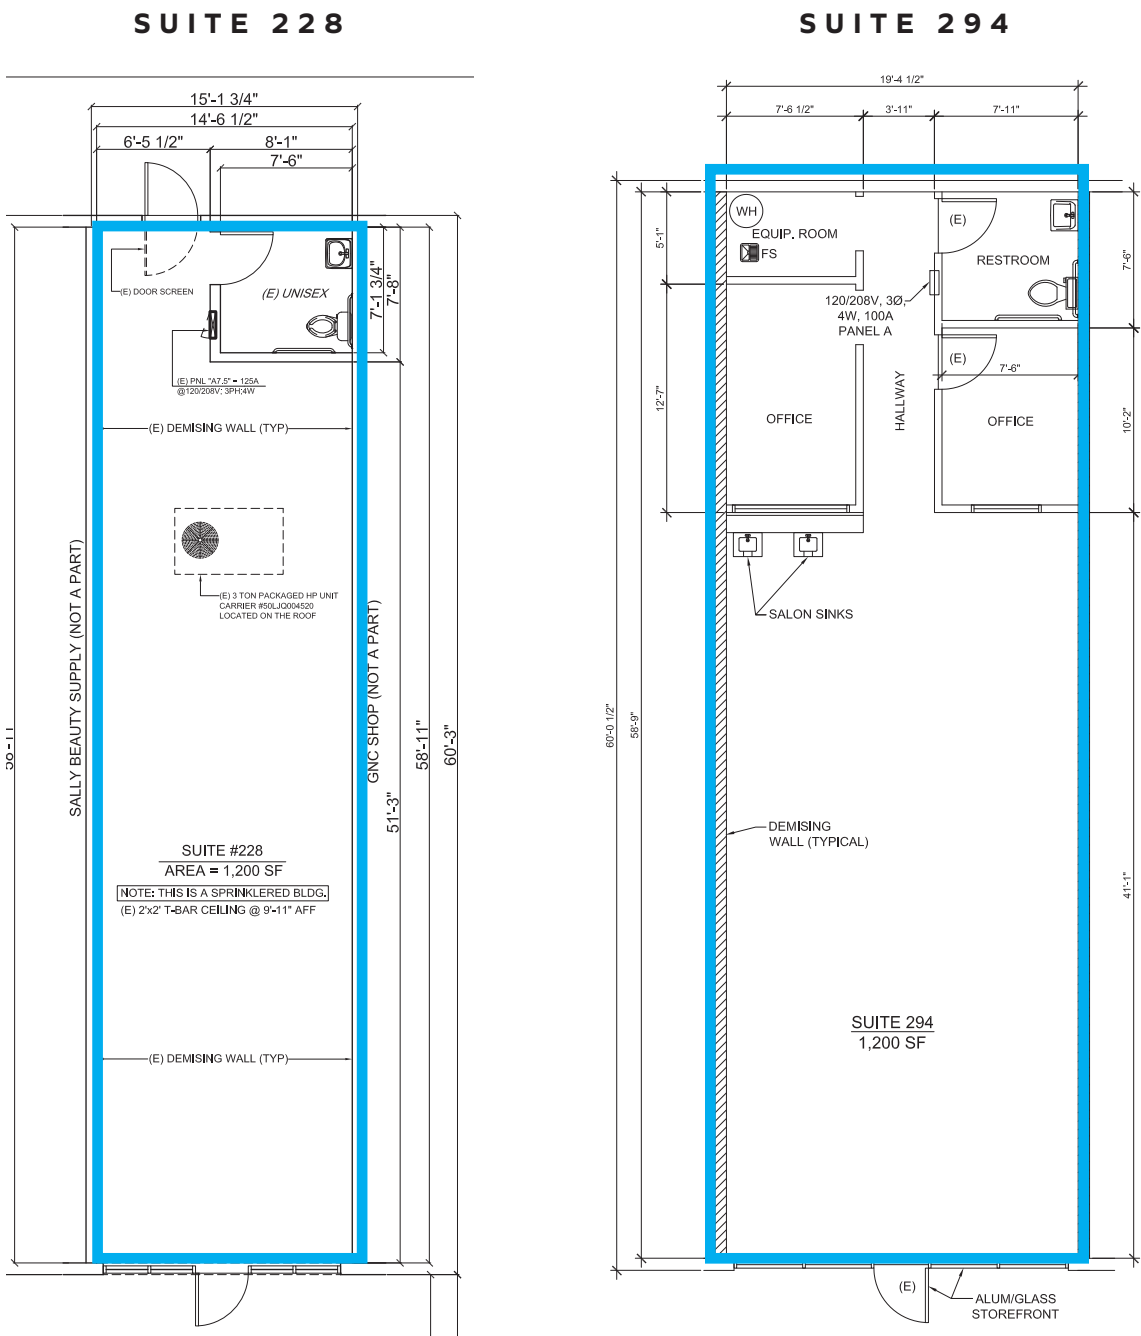 SUITE 228
15'-1 3/4"
14'-6 1/2"
6'-5 1/2" 8'-1"
7'-6"
(E) DOOR SCREEN
(E) UNISEX
7'-1 3/4"
7'-8"
(E) PNL "A7.5" = 125A
@120/208V; 3PH;4W
(E) DEMISING WALL (TYP)
SALLY BEAUTY SUPPLY (NOT A PART)
(E) 3 TON PACKAGED HP UNIT
CARRIER #50LJQ004520
LOCATED ON THE ROOF
GNC SHOP (NOT A PART)
58'-11"
60'-3"
51'-3"
SUITE #228
AREA = 1,200 SF
NOTE: THIS IS A SPRINKLERED BLDG.
(E) 2'x2' T-BAR CEILING @ 9'-11" AFF
(E) DEMISING WALL (TYP)
SUITE 294
19'-4 1/2"
7'-6 1/2" 3'-11" 7'-11"
WH
EQUIP. ROOM
FS
5'-1"
(E)
RESTROOM
7'-6"
120/208V, 3Ø,
4W, 100A
PANEL A
(E)
7'-6"
12'-7"
OFFICE
HALLWAY
OFFICE
10'-2"
SALON SINKS
60'-0 1/2"
58'-9"
DEMISING
WALL (TYPICAL)
41'-1"
SUITE 294
1,200 SF
(E)
ALUM/GLASS
STOREFRONT